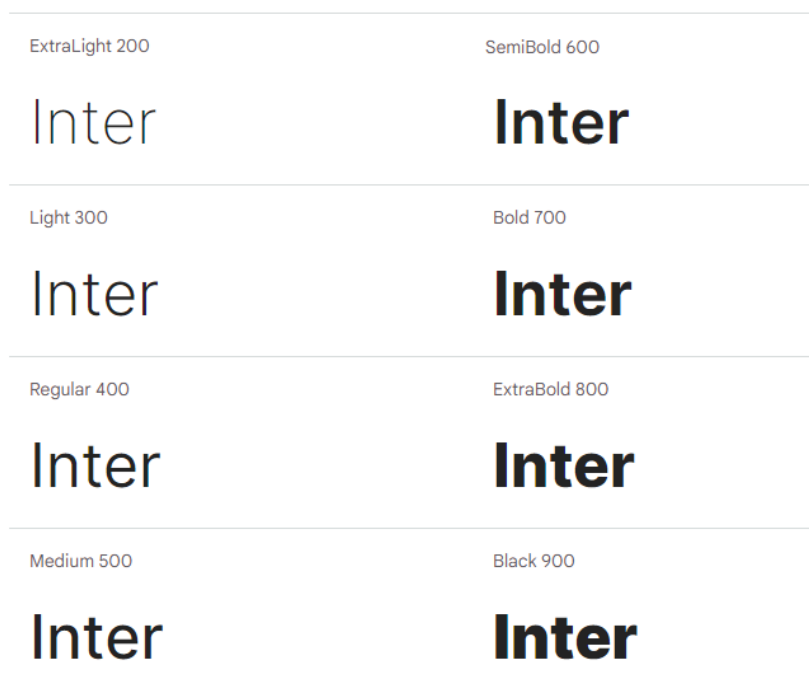 ExtraLight 200
Inter
Light 300
Inter
Regular 400
Inter
Medium 500
Inter
SemiBold 600
Inter
Bold 700
Inter
ExtraBold 800
Inter
Black 900
Inter